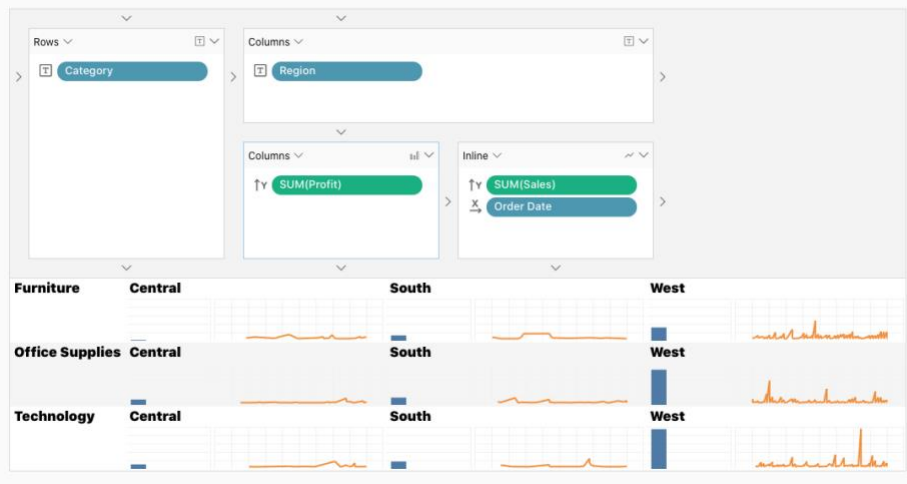 Rows
T
T Category
Columns
T
T Region
Columns
Y SUM(Profit)
Inline
Y SUM(Sales)
X Order Date
Furniture Central South West
Office Supplies Central South West
Technology Central South West